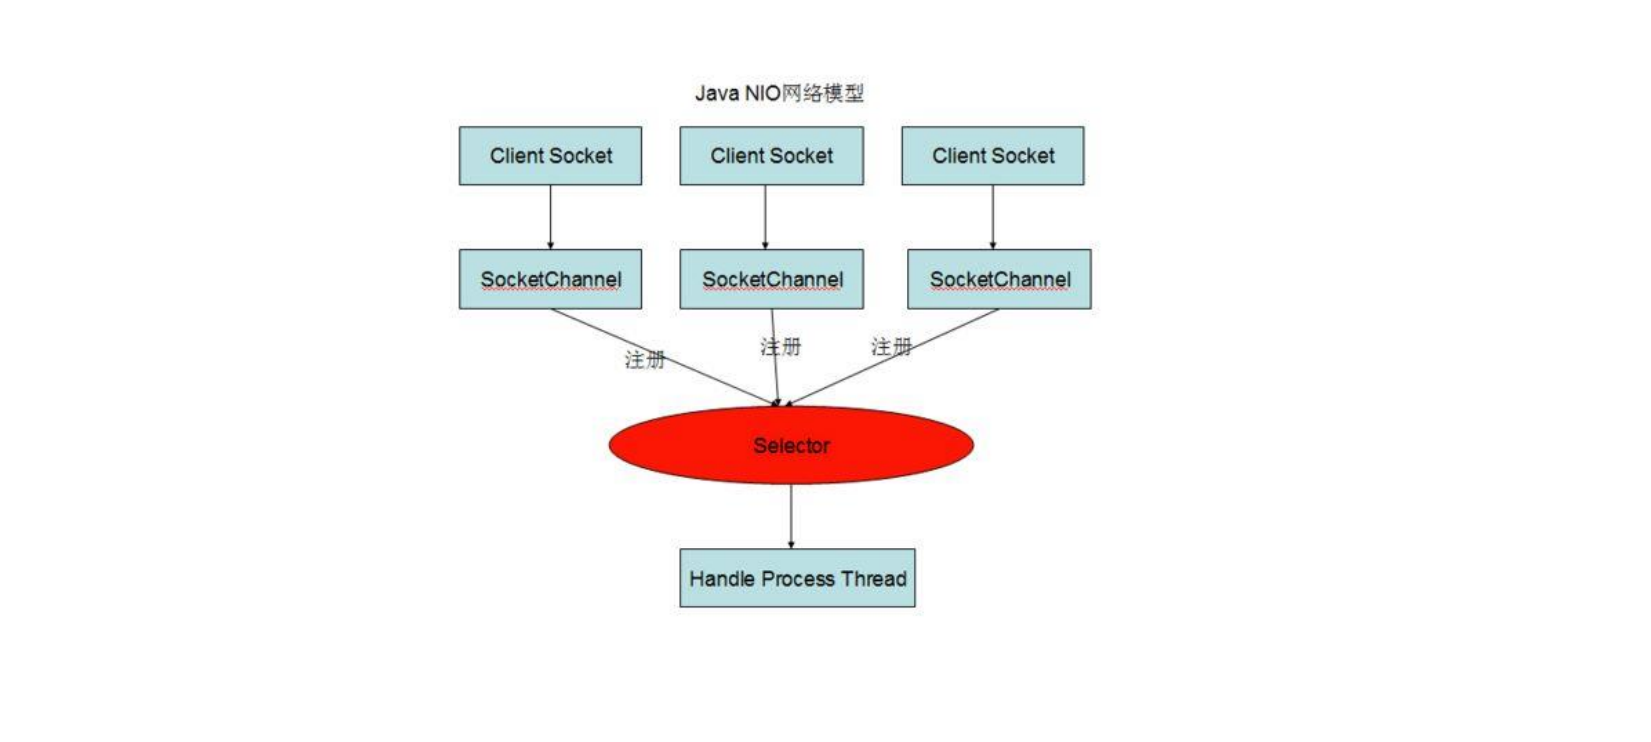 Java NIO网络模型
Client Socket
Client Socket
Client Socket
SocketChannel
SocketChannel
SocketChannel
注册
注册
注册
Selector
Handle Process Thread